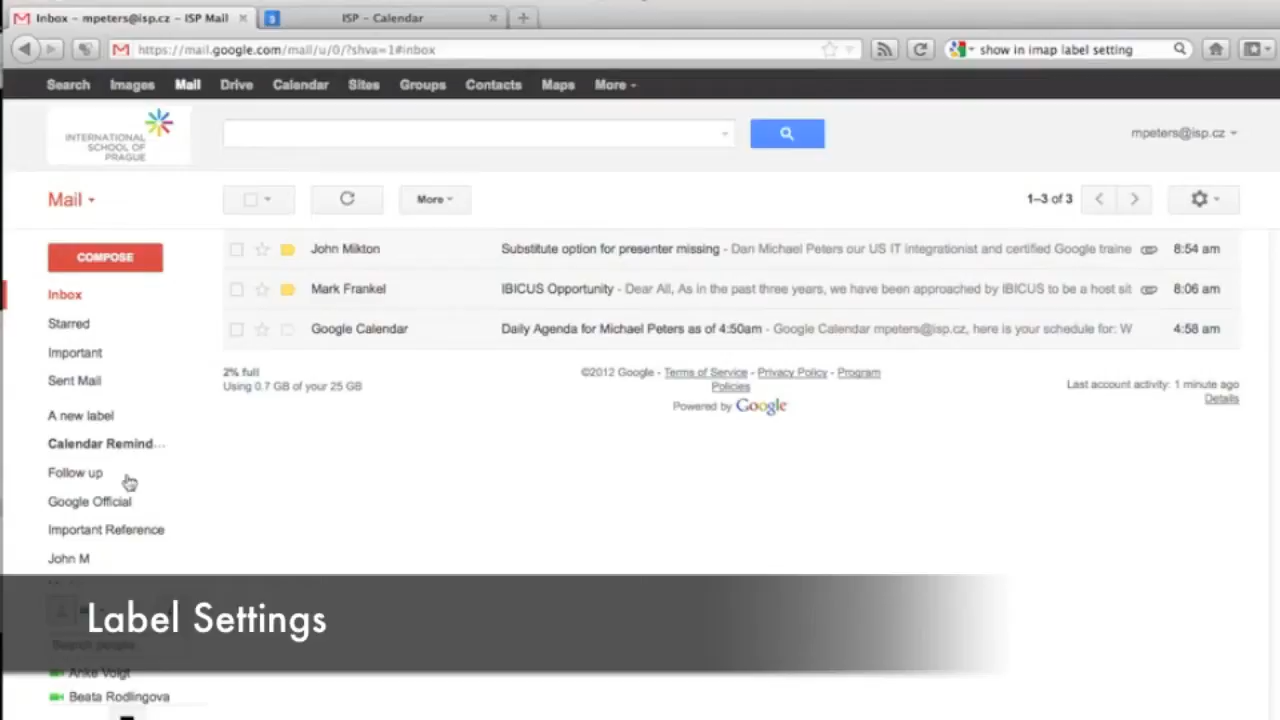 Inbox – mpeters@isp.cz – ISP Mail
3
ISP – Calendar
https://mail.google.com/mail/u/0/?shva=1#inbox
show in imap label setting
Search Images Mail Drive Calendar Sites Groups Contacts Maps More
INTERNATIONAL
SCHOOL OF
PRAGUE
mpeters@isp.cz
Mail
More
1–3 of 3
COMPOSE
John Mikton Substitute option for presenter missing - Dan Michael Peters our US IT integrationist and certified Google traine 8:54 am
Mark Frankel IBICUS Opportunity - Dear All, As in the past three years, we have been approached by IBICUS to be a host sit 8:06 am
Google Calendar Daily Agenda for Michael Peters as of 4:50am - Google Calendar mpeters@isp.cz, here is your schedule for: W 4:58 am
Inbox
Starred
Important
Sent Mail
A new label
Calendar Remind...
Follow up
Google Official
Important Reference
John M
2% full
Using 0.7 GB of your 25 GB
©2012 Google - Terms of Service - Privacy Policy - Program
Policies
Powered by Google
Last account activity: 1 minute ago
Details
Label Settings
Search people...
Anke Voigt
Beata Rodlingova